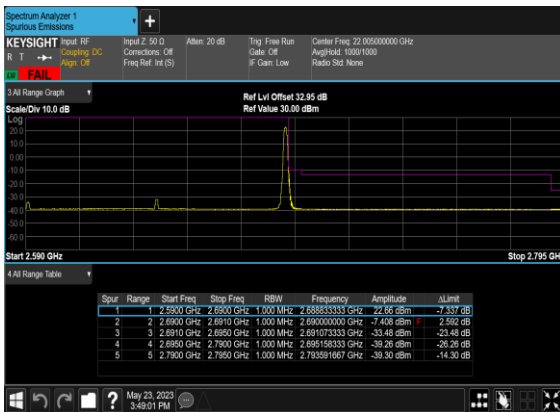 Spectrum Analyzer 1
Spurious Emissions
+
KEYSIGHT Input: RF Input Z: 50 Ω Atten: 20 dB Trig: Free Run Center Freq: 22.005000000 GHz
R T Coupling: DC Corrections: Off Gate: Off Avg|Hold: 1000/1000
Align: Off Freq Ref: Int (S) IF Gain: Low Radio Std: None
LV FAIL
3 All Range Graph
Ref Lvl Offset 32.95 dB
Scale/Div 10.0 dB Ref Value 30.00 dBm
Log
20.0
10.0
0.00
-10.0
-20.0
-30.0
-40.0
-50.0
-60.0
Start 2.590 GHz Stop 2.795 GH
4 All Range Table
Spur Range Start Freq Stop Freq RBW Frequency Amplitude ΔLimit
1 1 2.5900 GHz 2.6900 GHz 1.000 MHz 2.688833333 GHz 22.66 dBm -7.337 dB
2 2 2.6900 GHz 2.6910 GHz 1.000 MHz 2.690000000 GHz -7.408 dBm F 2.592 dB
3 3 2.6910 GHz 2.6950 GHz 1.000 MHz 2.691073333 GHz -33.48 dBm -23.48 dB
4 4 2.6950 GHz 2.7900 GHz 1.000 MHz 2.695158333 GHz -39.26 dBm -26.26 dB
5 5 2.7900 GHz 2.7950 GHz 1.000 MHz 2.793591667 GHz -39.30 dBm -14.30 dB
? May 23, 2023
3:49:01 PM